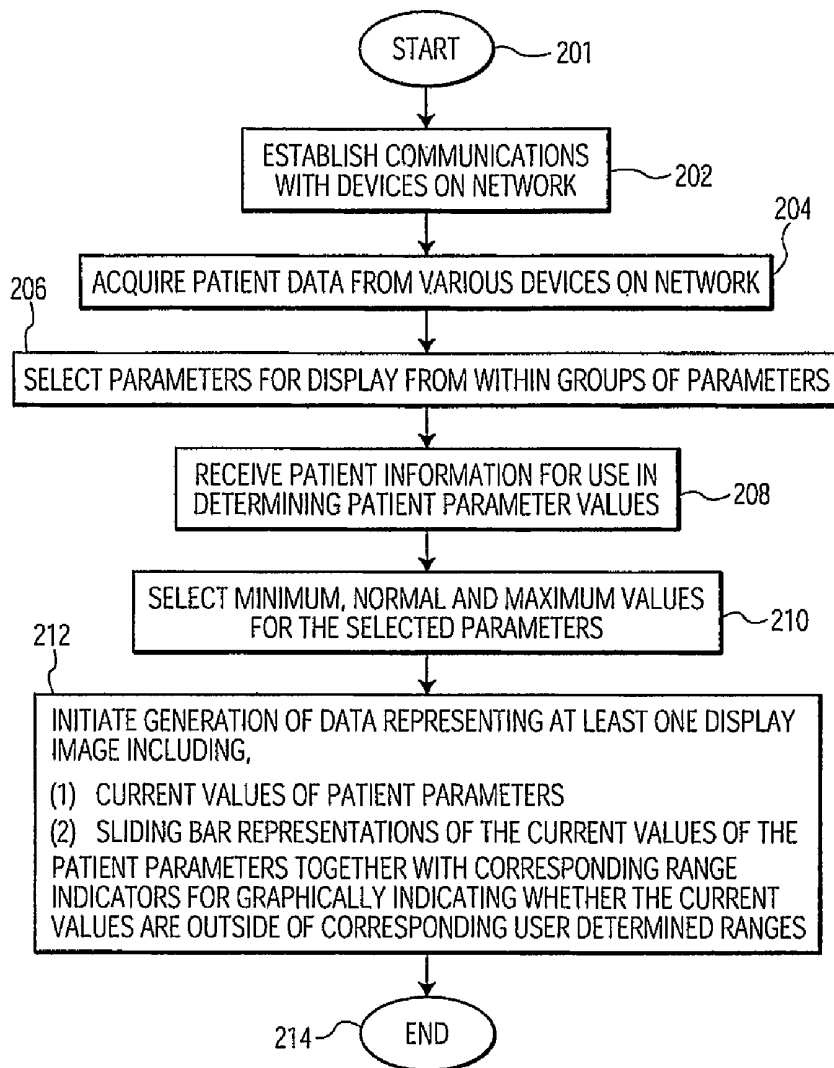 START
201
ESTABLISH COMMUNICATIONS
WITH DEVICES ON NETWORK
202
204
ACQUIRE PATIENT DATA FROM VARIOUS DEVICES ON NETWORK
206
SELECT PARAMETERS FOR DISPLAY FROM WITHIN GROUPS OF PARAMETERS
RECEIVE PATIENT INFORMATION FOR USE IN
DETERMINING PATIENT PARAMETER VALUES
208
SELECT MINIMUM, NORMAL AND MAXIMUM VALUES
FOR THE SELECTED PARAMETERS
210
212
INITIATE GENERATION OF DATA REPRESENTING AT LEAST ONE DISPLAY
IMAGE INCLUDING,
(1) CURRENT VALUES OF PATIENT PARAMETERS
(2) SLIDING BAR REPRESENTATIONS OF THE CURRENT VALUES OF THE
PATIENT PARAMETERS TOGETHER WITH CORRESPONDING RANGE
INDICATORS FOR GRAPHICALLY INDICATING WHETHER THE CURRENT
VALUES ARE OUTSIDE OF CORRESPONDING USER DETERMINED RANGES
214
END